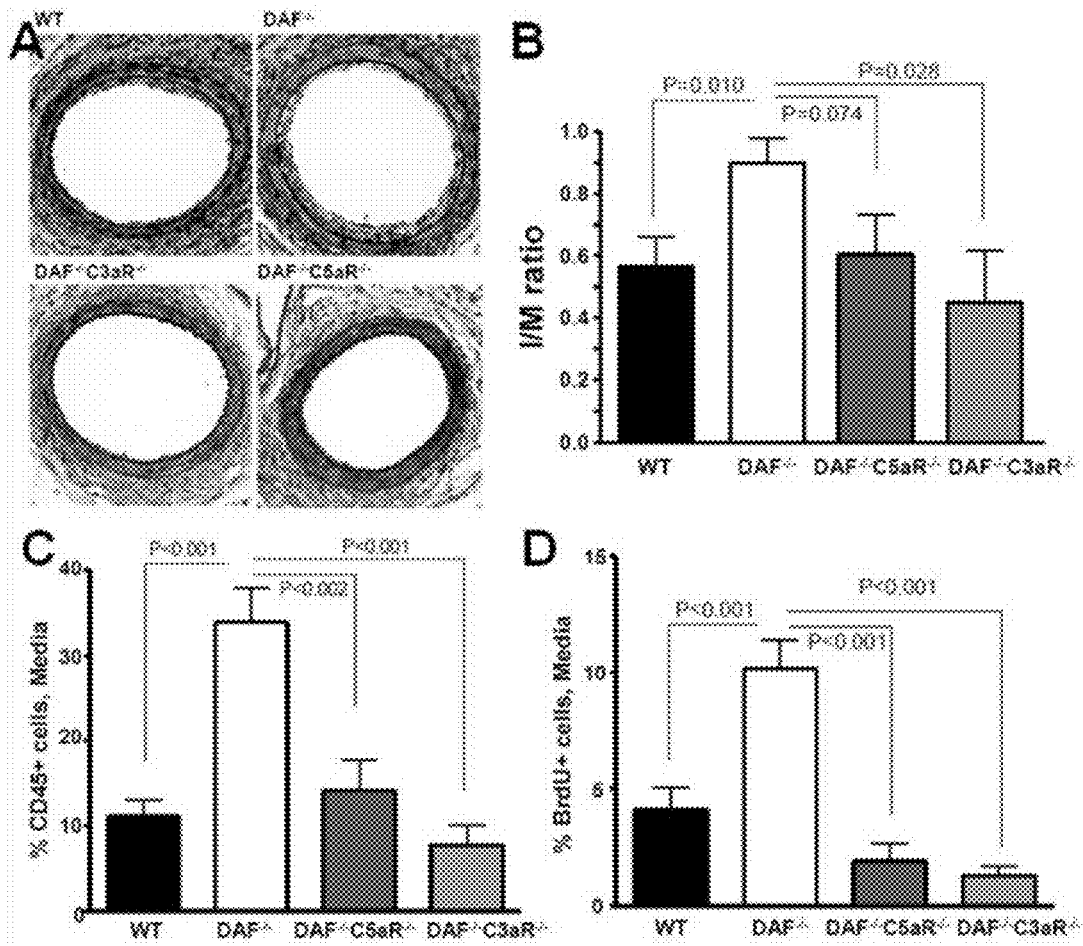 A
WT
DAF-/-
DAF-/-C3aR-/-
DAF-/-C5aR-/-
B
P=0.028
P=0.010
P=0.074
I/M ratio
1.0
0.8
0.6
0.4
0.2
0.0
WT
DAF-/-
DAF-/-C5aR-/-
DAF-/-C3aR-/-
C
P<0.001
P<0.001
P<0.002
% CD45+ cells, Media
40
30
20
10
0
WT
DAF-/-
DAF-/-C5aR-/-
DAF-/-C3aR-/-
D
P<0.001
P<0.001
P<0.001
% BrdU+ cells, Media
15
10
5
0
WT
DAF-/-
DAF-/-C5aR-/-
DAF-/-C3aR-/-